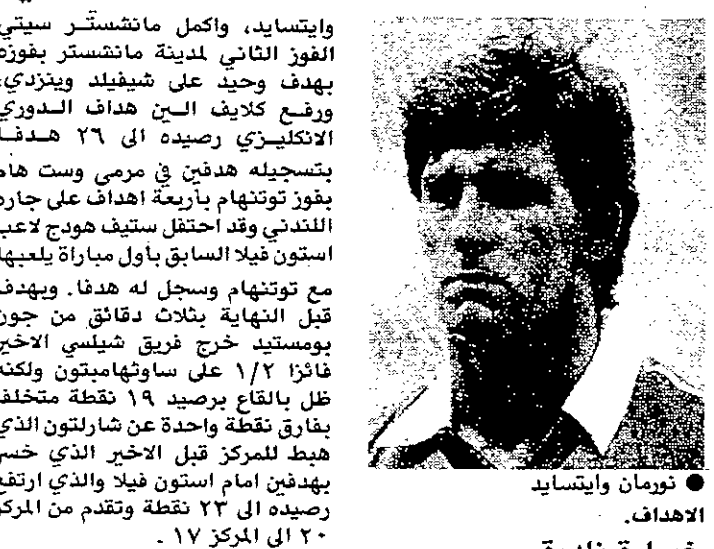 وايتسايد، واكمل مانشستر سيتي
الفوز الثاني لمدينة مانشستر بفوزه
بهدف وحيد على شيفيلد وينزدي،
ورفع كلايف الين هداف الدوري
الانكليزي رصيده الى ٢٦ هدفا
بتسجيله هدفين في مرمي وست هام
بفوز توتنهام بأربعة اهداف على جاره
اللندني وقد احتفل ستيف هودج لاعب
استون فيلا السابق بأول مباراة يلعبها
مع توتنهام وسجل له هدفا. وبهدف
قبل النهاية بثلاث دقائق من جون
بومستيد خرج فريق شيلسي الاخير
فائزا ١/٢ على ساوثهامبتون ولكنه
ظل بالقاع برصيد ١٩ نقطة متخلفا
بفارق نقطة واحدة عن شارلتون الذي
هبط للمركز قبل الاخير الذي خسر
بهدفين امام استون فيلا والذي ارتفع
رصيده الى ٢٣ نقطة وتقدم من المركز
٢٠ الى المركز ١٧ .
● نورمان وايتسايد
الاهداف.